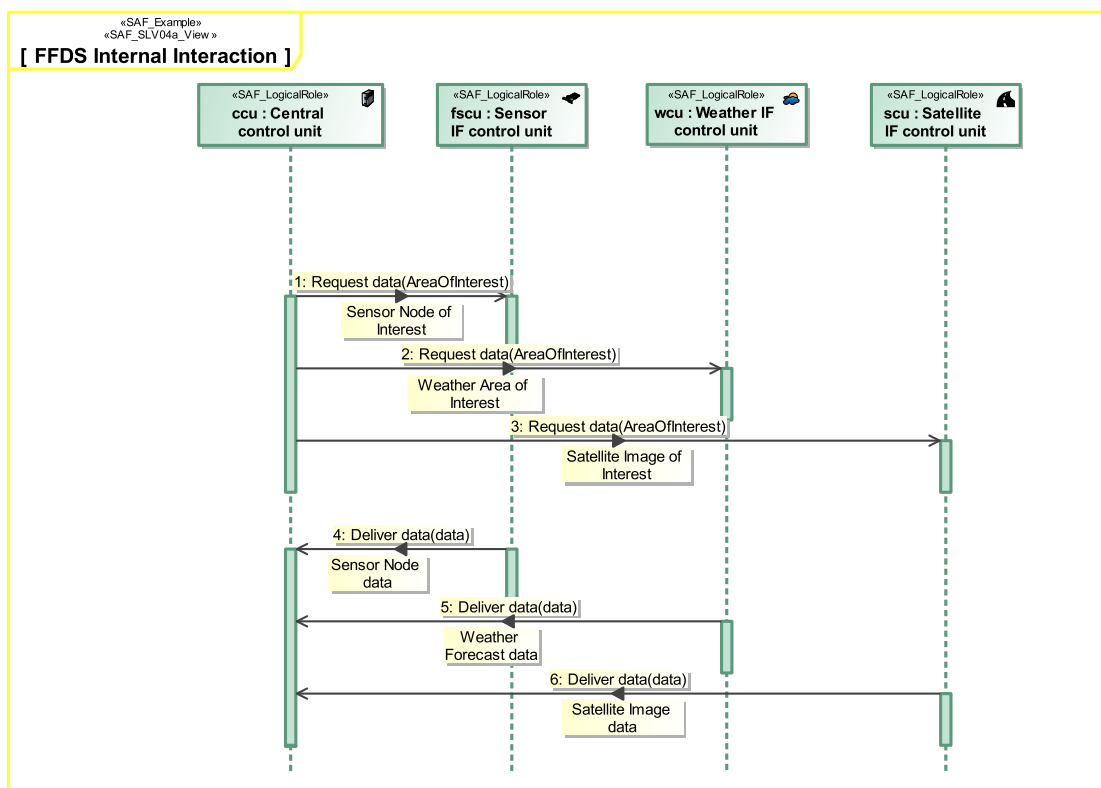 «SAF_Example»
«SAF_SLV04a_View »
[ FFDS Internal Interaction ]
«SAF_LogicalRole»
ccu : Central
control unit
«SAF_LogicalRole»
fscu : Sensor
IF control unit
«SAF_LogicalRole»
wcu : Weather IF
control unit
«SAF_LogicalRole»
scu : Satellite
IF control unit
1: Request data(AreaOfInterest)
Sensor Node of
Interest
2: Request data(AreaOfInterest)
Weather Area of
Interest
3: Request data(AreaOfInterest)
Satellite Image of
Interest
4: Deliver data(data)
Sensor Node
data
5: Deliver data(data)
Weather
Forecast data
6: Deliver data(data)
Satellite Image
data